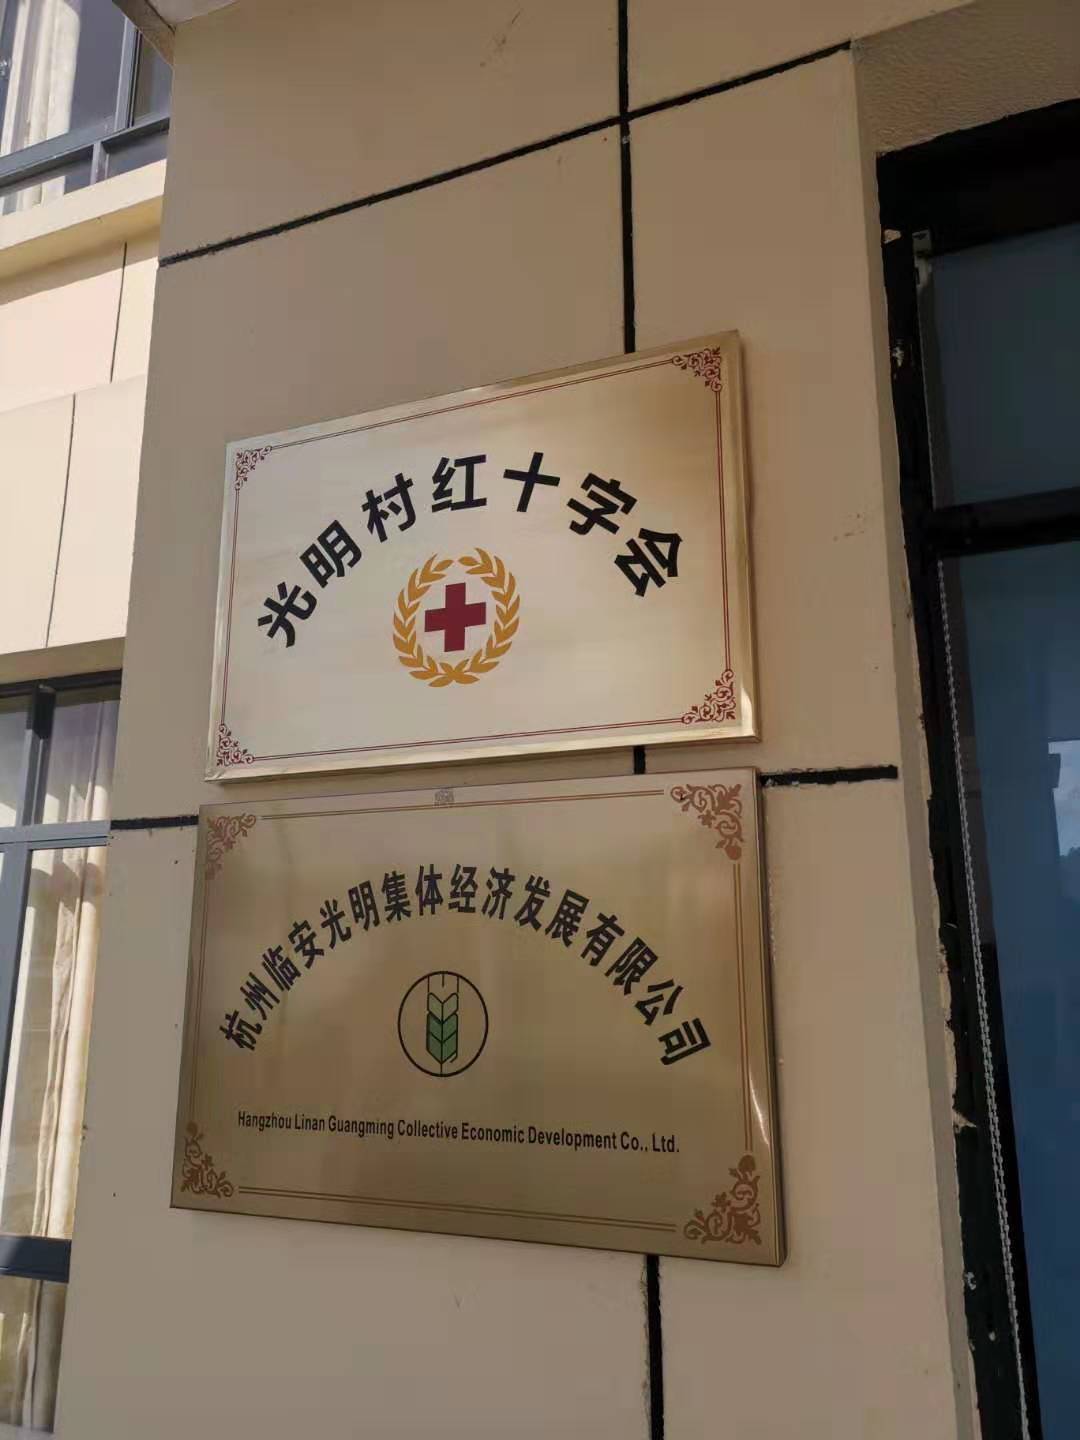 光明村红十字会
杭州临安光明集体经济发展有限公司
Hangzhou Linan Guangming Collective Economic Development Co., Ltd.